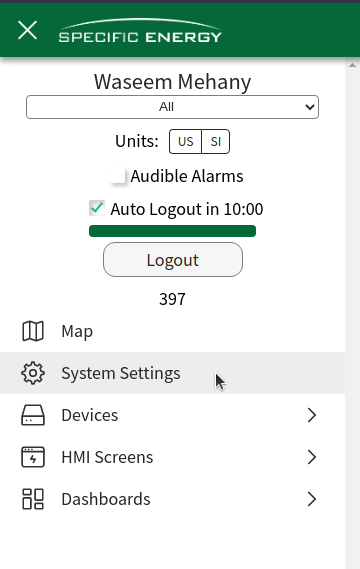 SPECIFIC ENERGY
Waseem Mehany
All
Units: US SI
Audible Alarms
Auto Logout in 10:00
Logout
397
Map
System Settings
Devices
HMI Screens
Dashboards